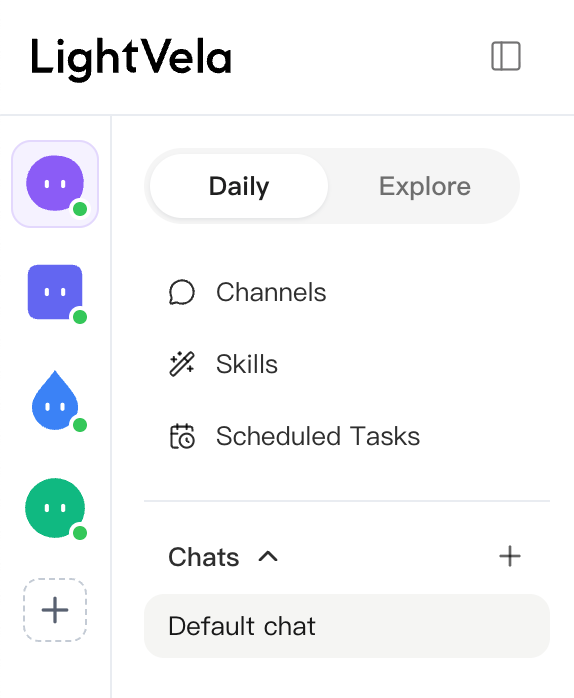 LightVela
Daily
Explore
Channels
Skills
Scheduled Tasks
Chats
Default chat